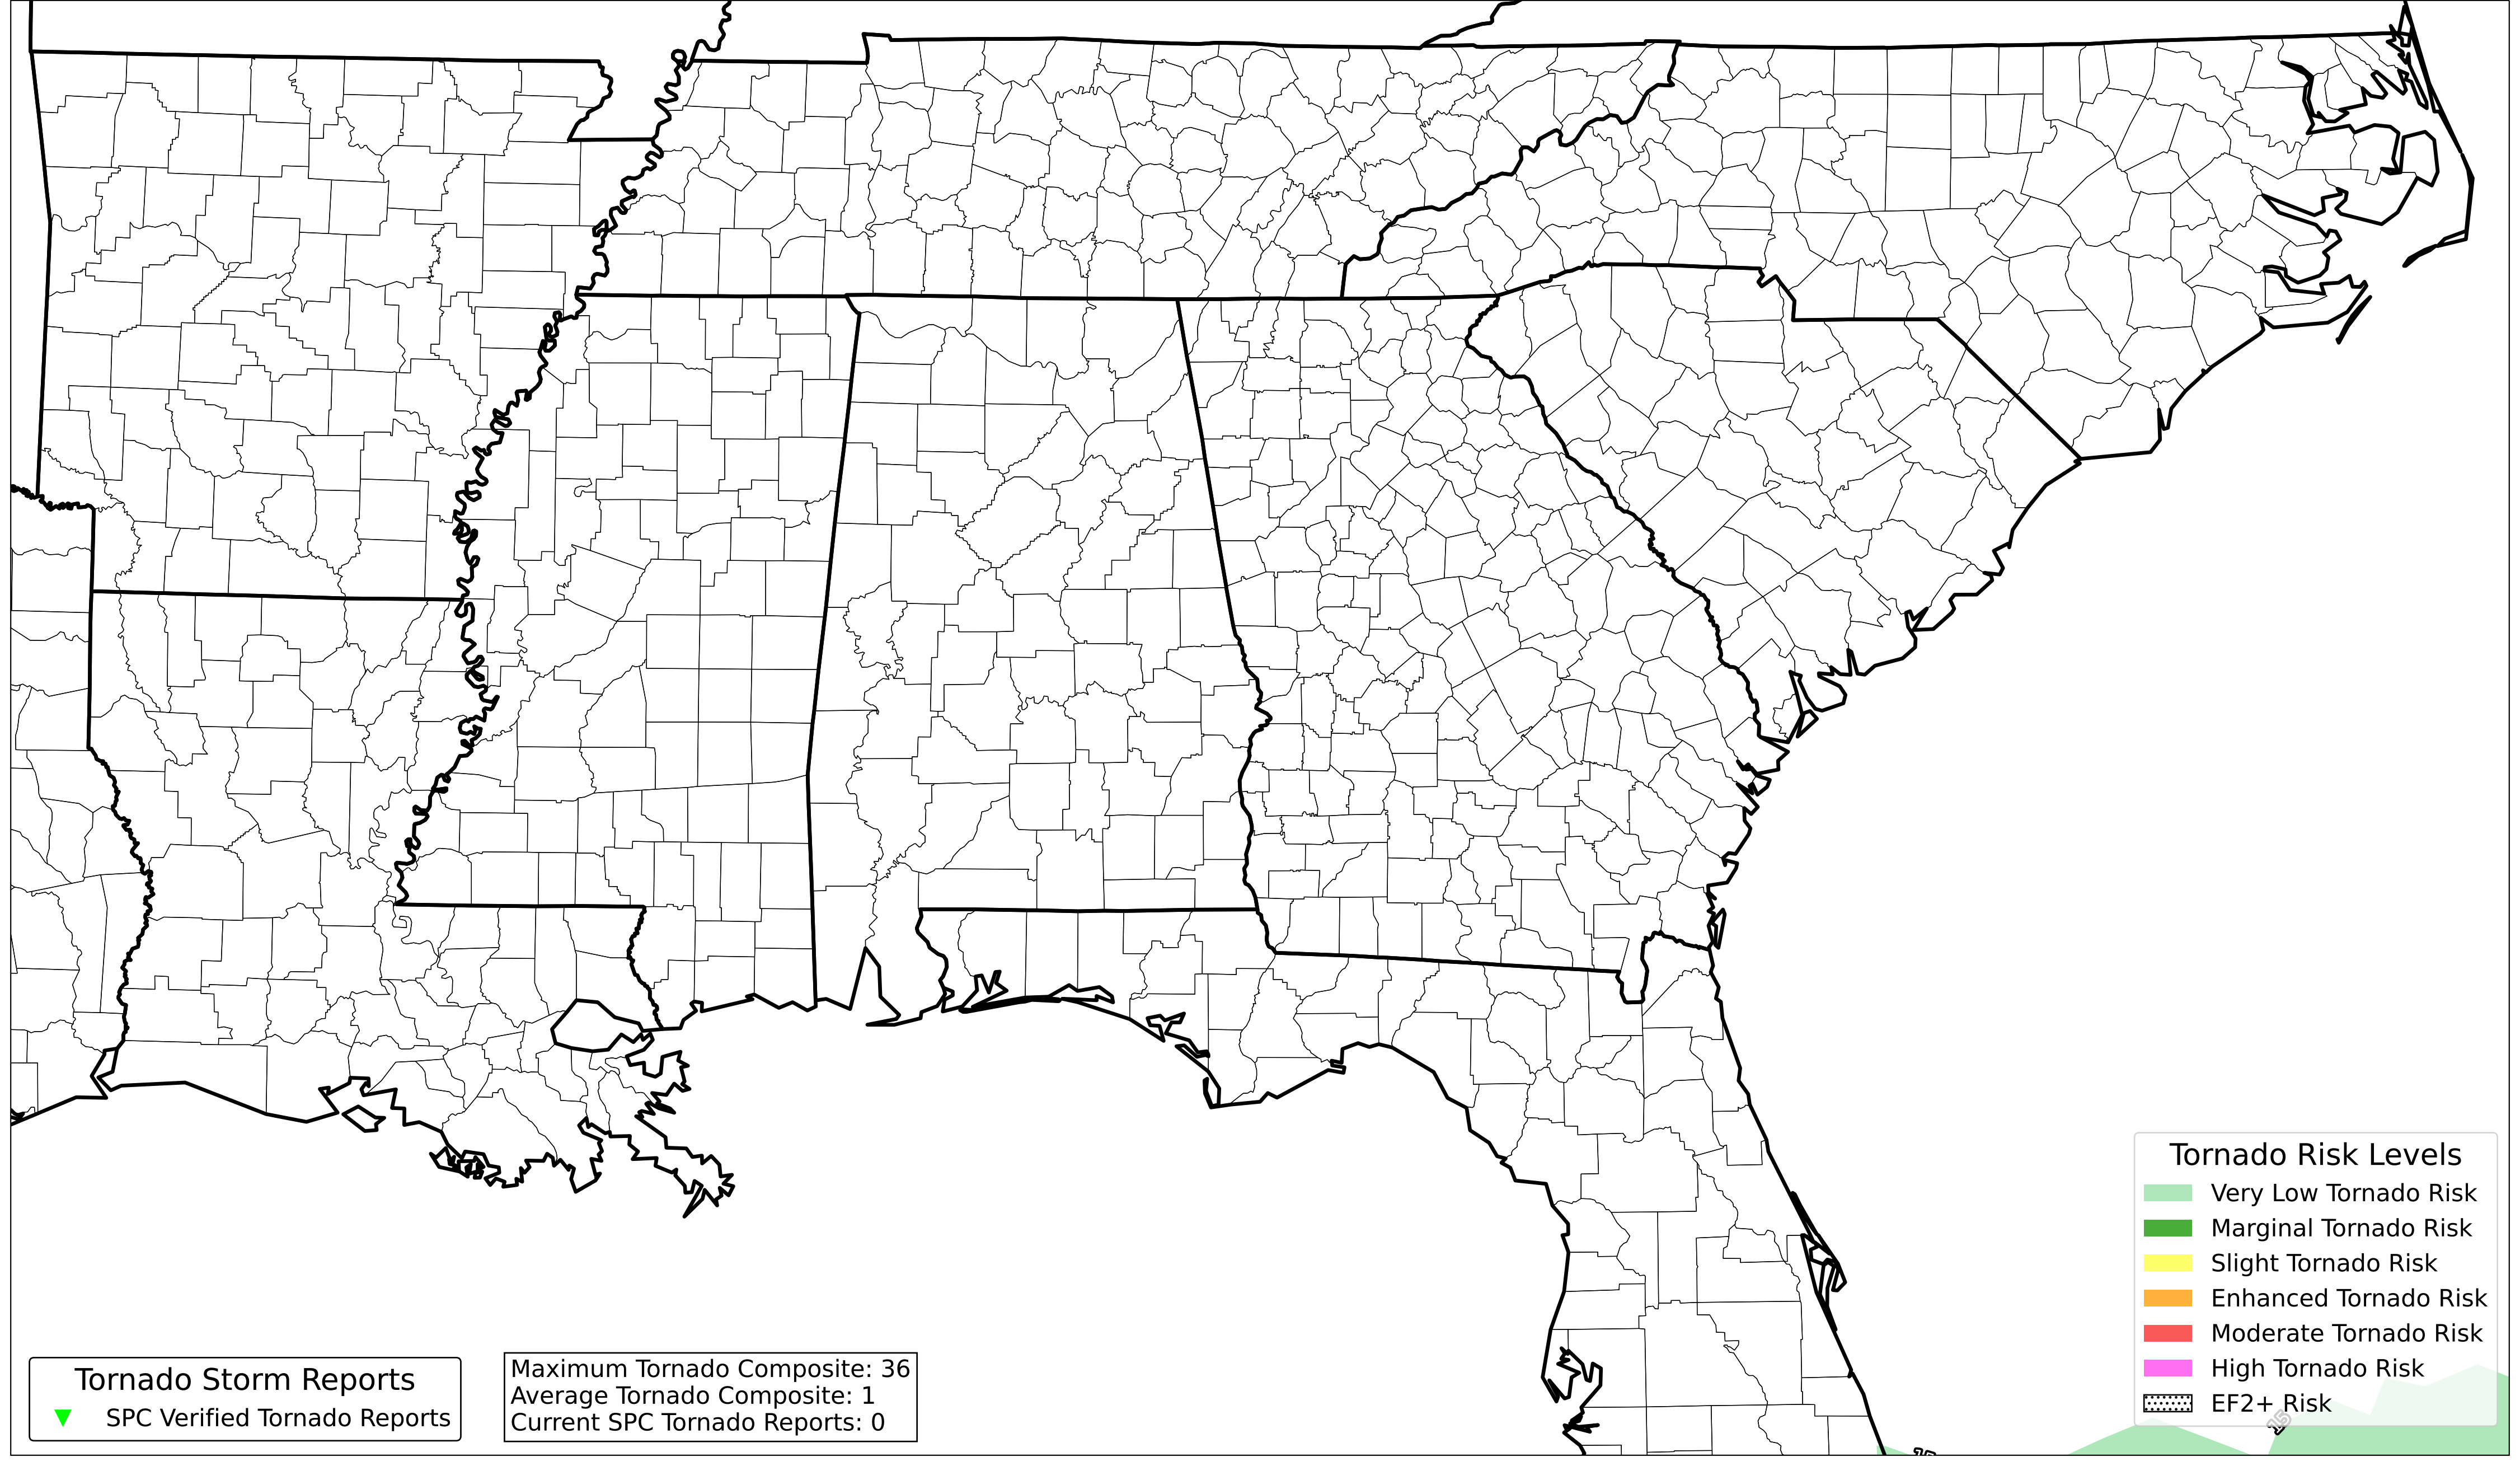 Tornado Risk Levels
Very Low Tornado Risk
Marginal Tornado Risk
Slight Tornado Risk
Enhanced Tornado Risk
Moderate Tornado Risk
High Tornado Risk
EF2+ Risk
15
Tornado Storm Reports
SPC Verified Tornado Reports
Maximum Tornado Composite: 36
Average Tornado Composite: 1
Current SPC Tornado Reports: 0